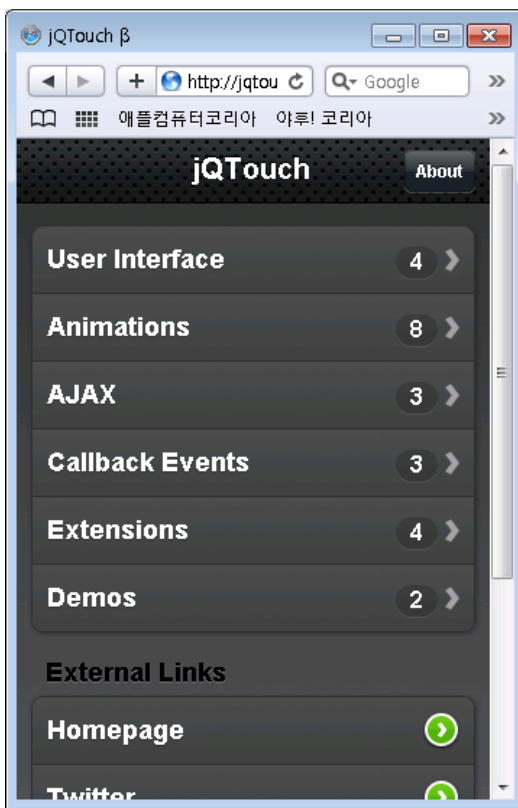 jQTouch β
http://jqtou
Google
애플컴퓨터코리아 야후! 코리아
jQTouch
About
User Interface 4
Animations 8
AJAX 3
Callback Events 3
Extensions 4
Demos 2
External Links
Homepage
Twitter